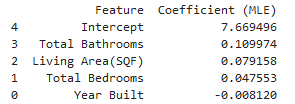 Feature Coefficient (MLE)
4 Intercept 7.669496
3 Total Bathrooms 0.109974
2 Living Area(SQF) 0.079158
1 Total Bedrooms 0.047553
0 Year Built -0.008120